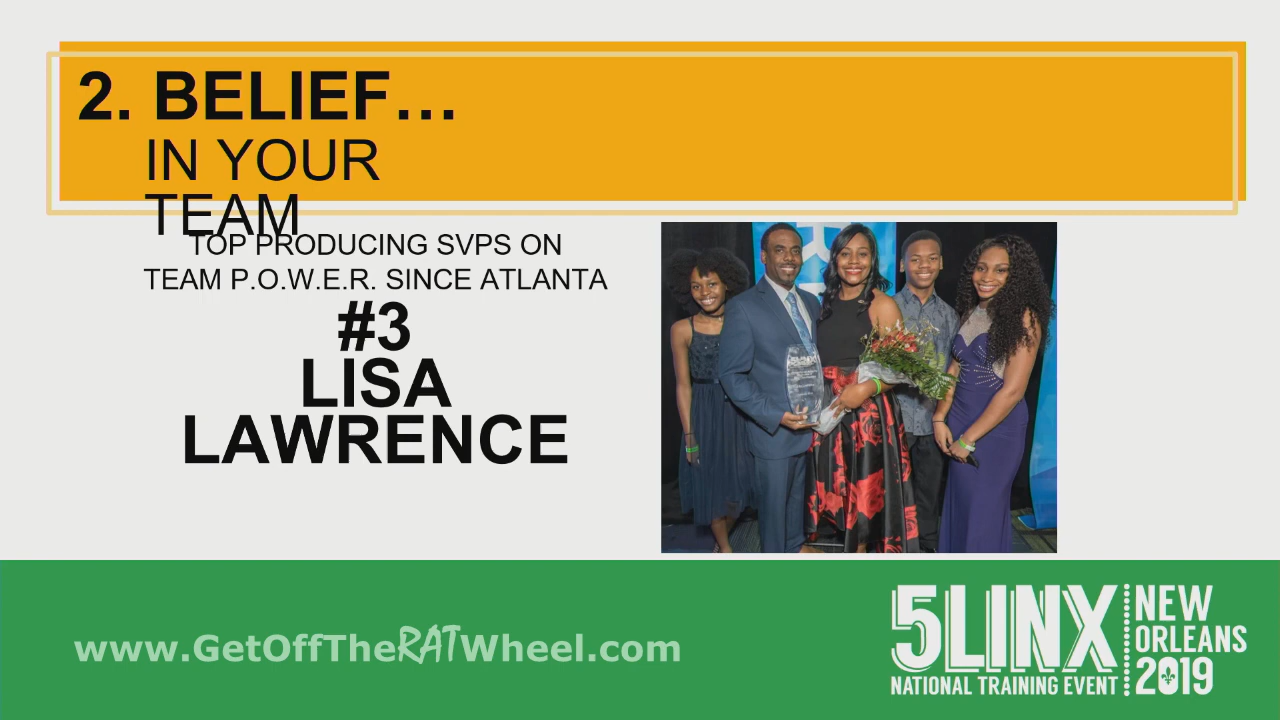 2. BELIEF…
IN YOUR
TEAM
TOP PRODUCING SVPS ON
TEAM P.O.W.E.R. SINCE ATLANTA
#3
LISA
LAWRENCE
www.GetOffTheRATWheel.com
5LINX
NATIONAL TRAINING EVENT
NEW
ORLEANS
2019